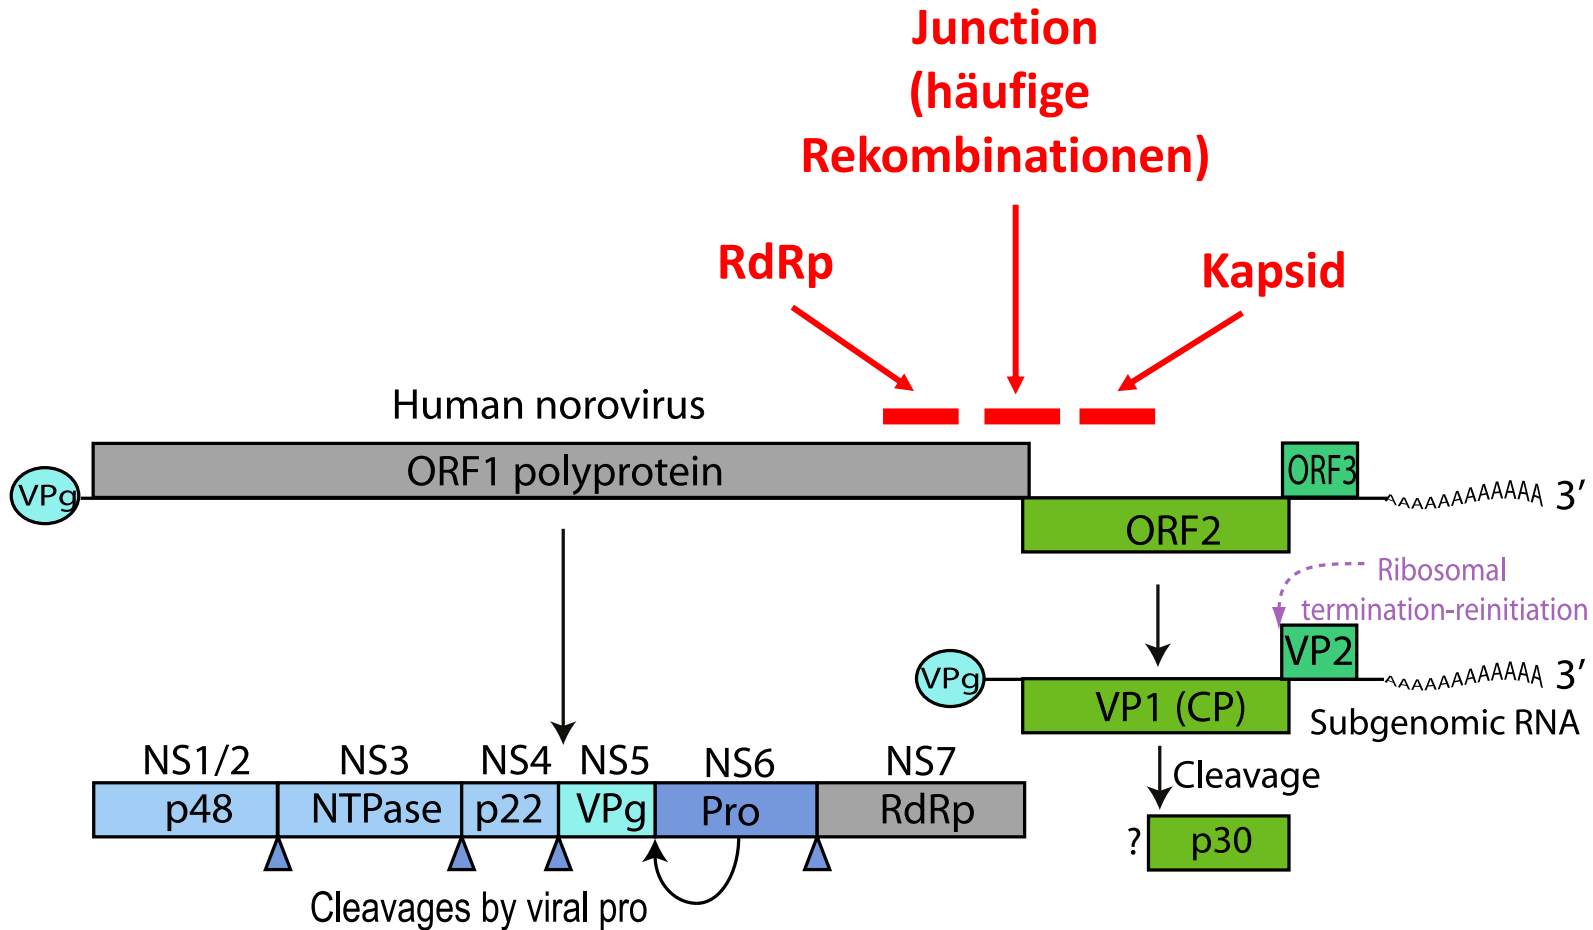 Junction
(häufige
Rekombinationen)
RdRp
Kapsid
Human norovirus
VPg
ORF1 polyprotein
ORF3
AAAAAAAAAAAA 3′
ORF2
Ribosomal
termination-reinitiation
VP2
VPg
AAAAAAAAAAAA 3′
VP1 (CP)
Subgenomic RNA
NS1/2 NS3 NS4 NS5 NS6 NS7
p48 NTPase p22 VPg Pro RdRp
Cleavage
? p30
Cleavages by viral pro